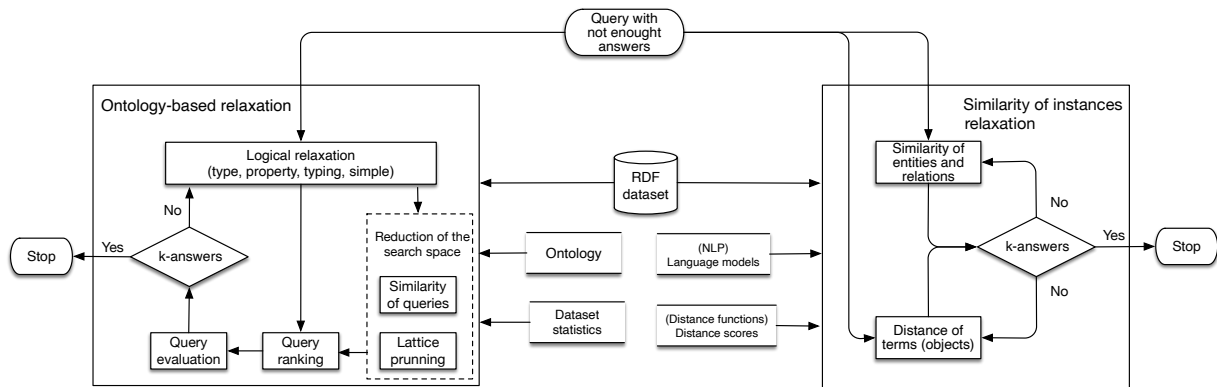 Query with
not enought
answers
Ontology-based relaxation
Logical relaxation
(type, property, typing, simple)
No
Yes
Stop
k-answers
Reduction of the
search space
Similarity
of queries
Lattice
prunning
Query
ranking
Query
evaluation
RDF
dataset
Ontology
Dataset
statistics
(NLP)
Language models
(Distance functions)
Distance scores
Similarity of instances
relaxation
Similarity of
entities and
relations
No
k-answers
Yes
Stop
No
Distance of
terms (objects)